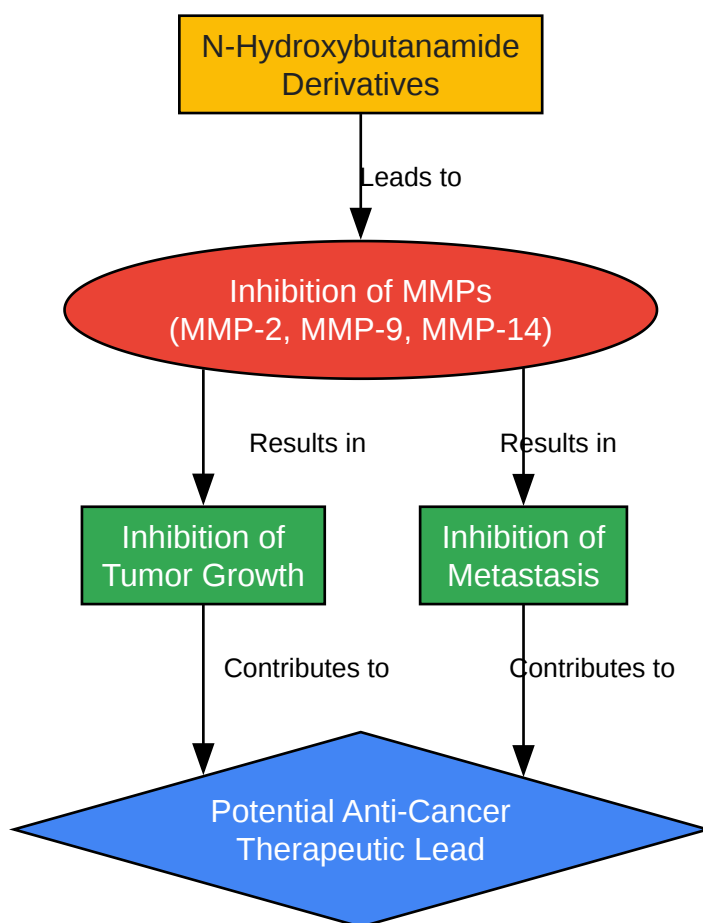 N-Hydroxybutanamide
Derivatives
Leads to
Inhibition of MMPs
(MMP-2, MMP-9, MMP-14)
Results in
Results in
Inhibition of
Tumor Growth
Inhibition of
Metastasis
Contributes to
Contributes to
Potential Anti-Cancer
Therapeutic Lead